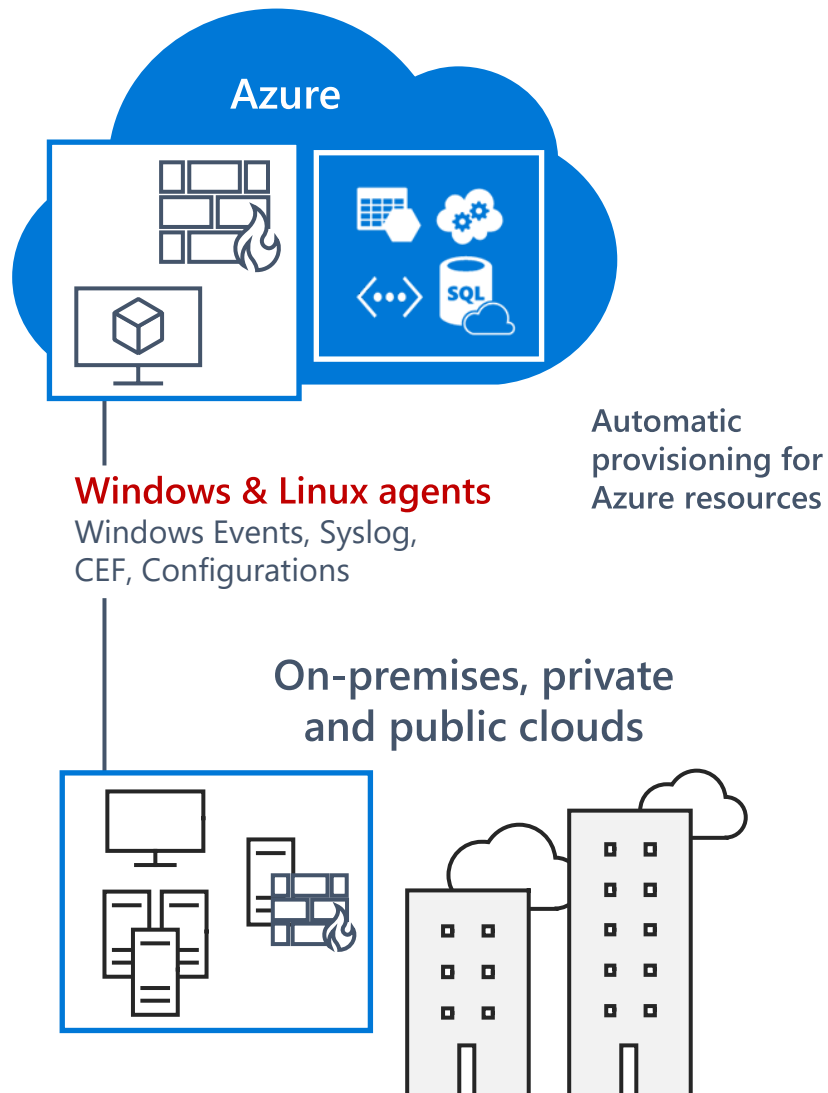 Azure
SQL
Automatic
provisioning for
Azure resources
Windows & Linux agents
Windows Events, Syslog,
CEF, Configurations
On-premises, private
and public clouds